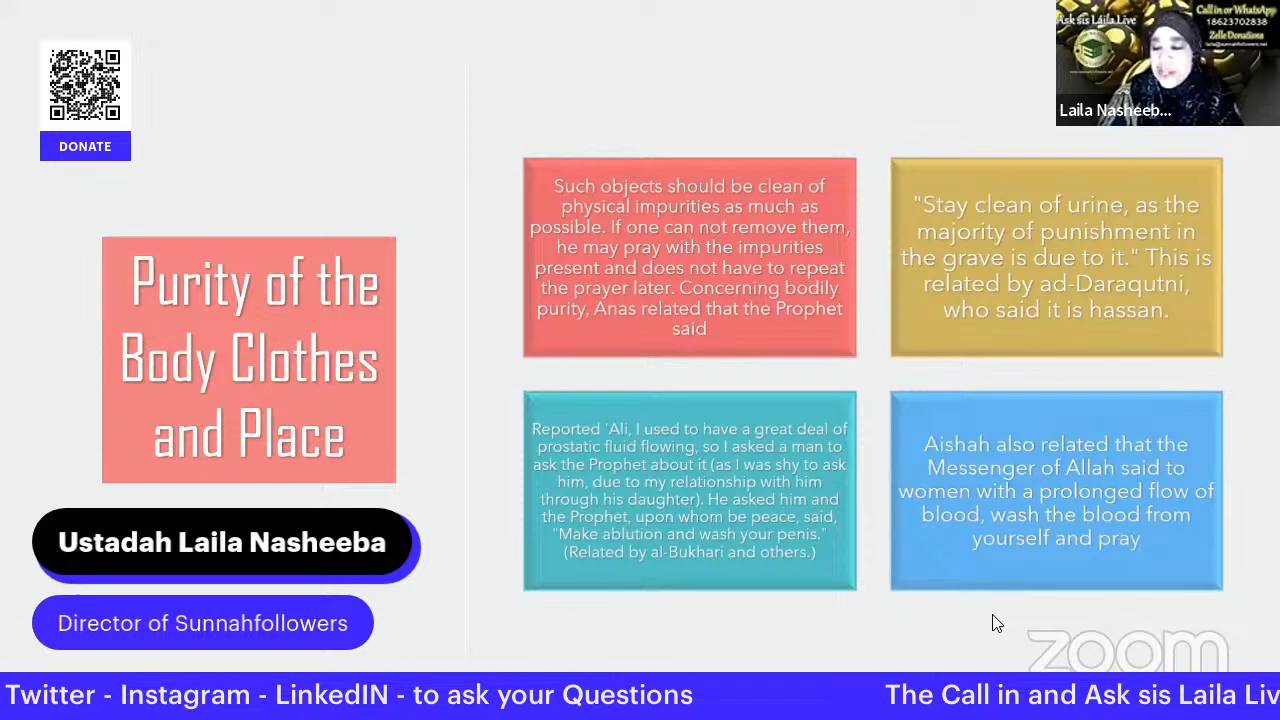 DONATE
Purity of the
Body Clothes
and Place
Ustadah Laila Nasheeba
Director of Sunnahfollowers
Ask sis Laila Live
Call in or WhatsApp
18623702838
Zelle Donations
laila@sunnahfollowers.net
Laila Nasheeb...
Such objects should be clean of
physical impurities as much as
possible. If one can not remove them,
he may pray with the impurities
present and does not have to repeat
the prayer later. Concerning bodily
purity, Anas related that the Prophet
said
"Stay clean of urine, as the
majority of punishment in
the grave is due to it." This is
related by ad-Daraqutni,
who said it is hassan.
Reported 'Ali, I used to have a great deal of
prostatic fluid flowing, so I asked a man to
ask the Prophet about it (as I was shy to ask
him, due to my relationship with him
through his daughter). He asked him and
the Prophet, upon whom be peace, said,
"Make ablution and wash your penis."
(Related by al-Bukhari and others.)
Aishah also related that the
Messenger of Allah said to
women with a prolonged flow of
blood, wash the blood from
yourself and pray
zoom
Twitter - Instagram - LinkedIN - to ask your Questions
The Call in and Ask sis Laila Liv